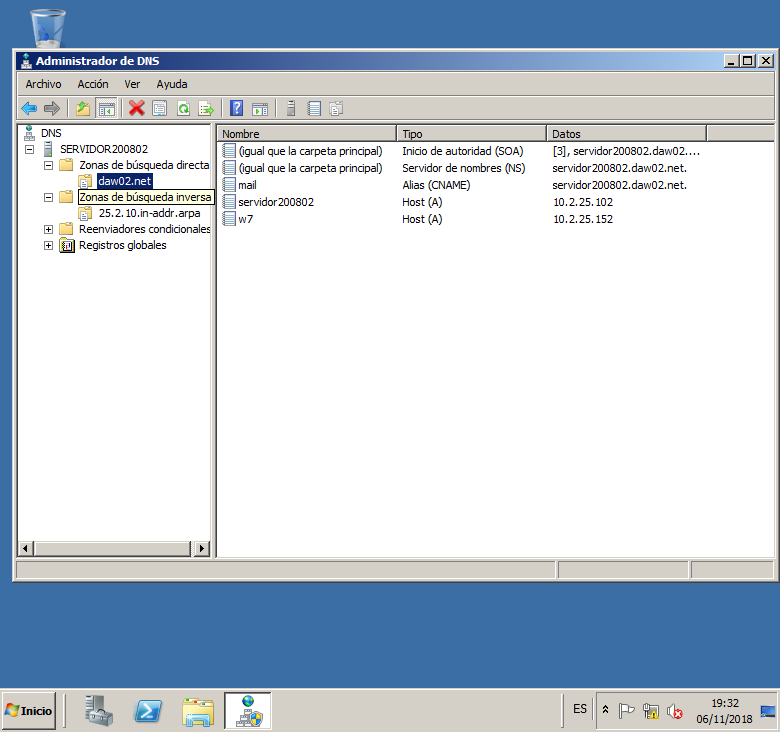 Administrador de DNS
Archivo Acción Ver Ayuda
DNS
SERVIDOR200802
Zonas de búsqueda directa
daw02.net
Zonas de búsqueda inversa
25.2.10.in-addr.arpa
Reenviadores condicionales
Registros globales
Nombre Tipo Datos
(igual que la carpeta principal) Inicio de autoridad (SOA) [3], servidor200802.daw02....
(igual que la carpeta principal) Servidor de nombres (NS) servidor200802.daw02.net.
mail Alias (CNAME) servidor200802.daw02.net.
servidor200802 Host (A) 10.2.25.102
w7 Host (A) 10.2.25.152
Inicio
ES
19:32
06/11/2018